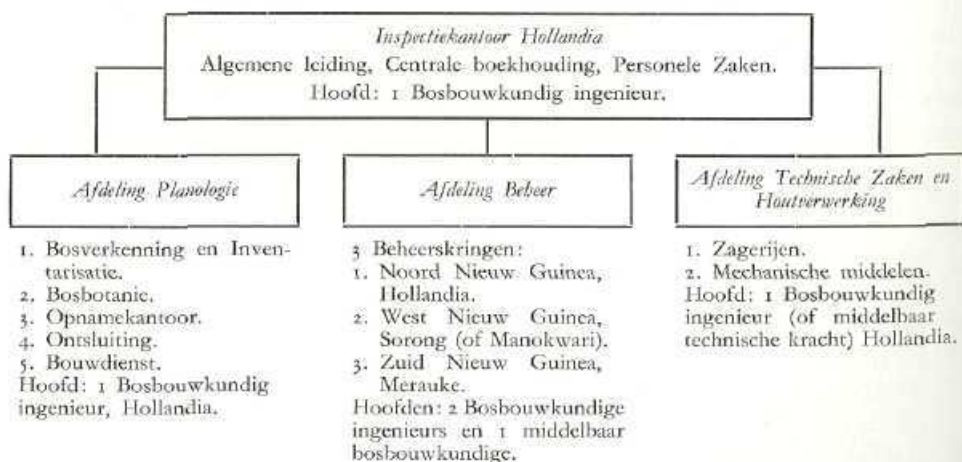 Inspectiekantoor Hollandia
Algemene leiding, Centrale boekhouding, Personele Zaken.
Hoofd: 1 Bosbouwkundig ingenieur.
Afdeling Planologie
1. Bosverkenning en Inven-
tarisatie.
2. Bosbotanie.
3. Opnamekantoor.
4. Ontsluiting.
5. Bouwdienst.
Hoofd: 1 Bosbouwkundig
ingenieur, Hollandia.
Afdeling Beheer
3 Beheerskringen:
1. Noord Nieuw Guinea,
Hollandia.
2. West Nieuw Guinea,
Sorong (of Manokwari).
3. Zuid Nieuw Guinea,
Merauke.
Hoofden: 2 Bosbouwkundige
ingenieurs en 1 middelbaar
bosbouwkundige.
Afdeling Technische Zaken en
Houtverwerking
1. Zagerijen.
2. Mechanische middelen.
Hoofd: 1 Bosbouwkundig
ingenieur (of middelbaar
technische kracht) Hollandia.